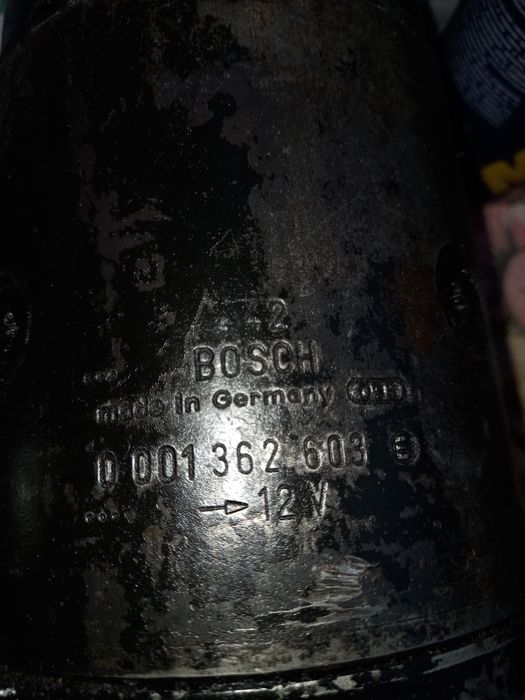 BOSCH
made in Germany
0 001 362 603
→ 12 V